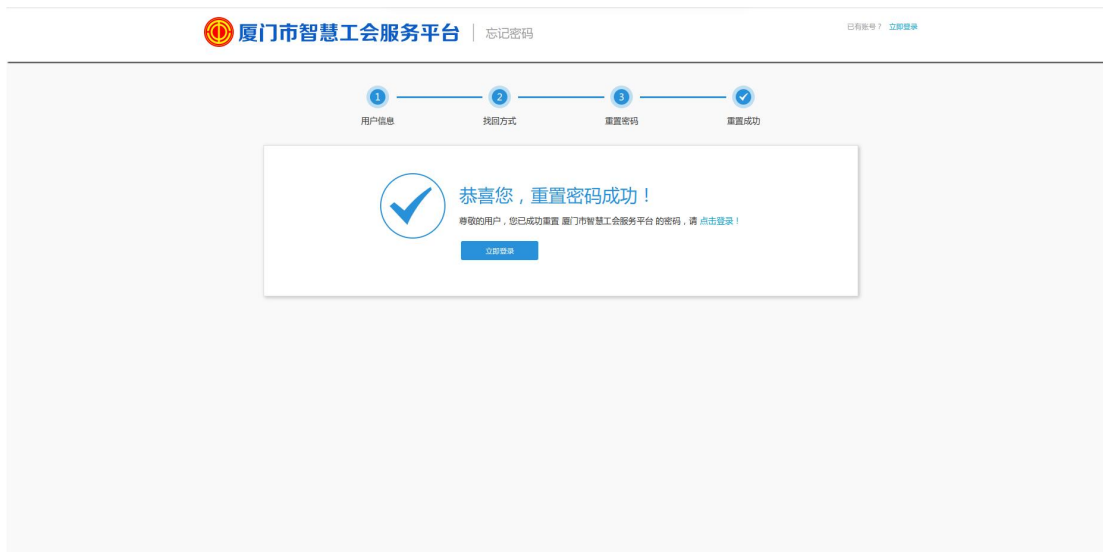 厦门市智慧工会服务平台 忘记密码 已有账号？ 立即登录
1 2 3
用户信息 找回方式 重置密码 重置成功
恭喜您，重置密码成功！
尊敬的用户，您已成功重置 厦门市智慧工会服务平台 的密码，请 点击登录！
立即登录